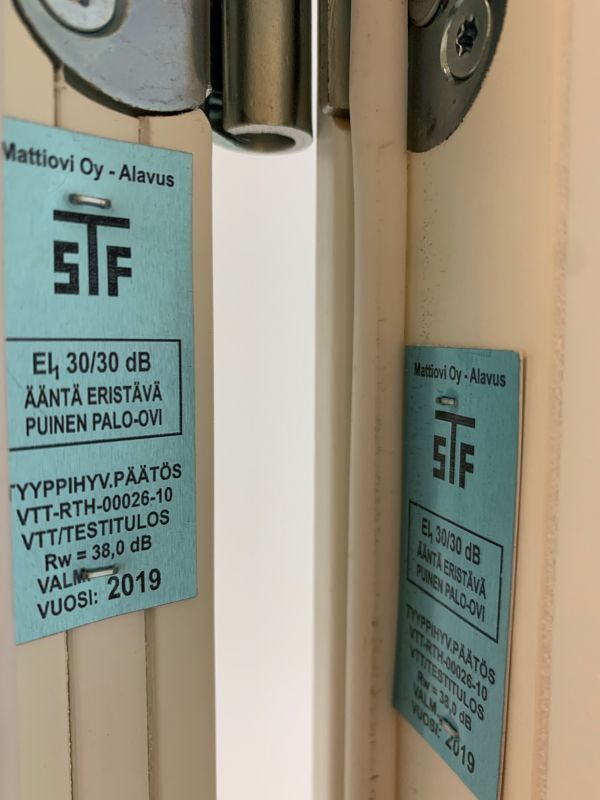 Mattiovi Oy - Alavus
STF
EI₁ 30/30 dB
ÄÄNTÄ ERISTÄVÄ
PUINEN PALO-OVI
TYYPPIHYV.PÄÄTÖS
VTT-RTH-00026-10
VTT/TESTITULOS
Rw = 38,0 dB
VALM.
VUOSI: 2019
Mattiovi Oy - Alavus
STF
EI₁ 30/30 dB
ÄÄNTÄ ERISTÄVÄ
PUINEN PALO-OVI
TYYPPIHYV.PÄÄTÖS
VTT-RTH-00026-10
VTT/TESTITULOS
Rw = 38,0 dB
VALM.
VUOSI: 2019